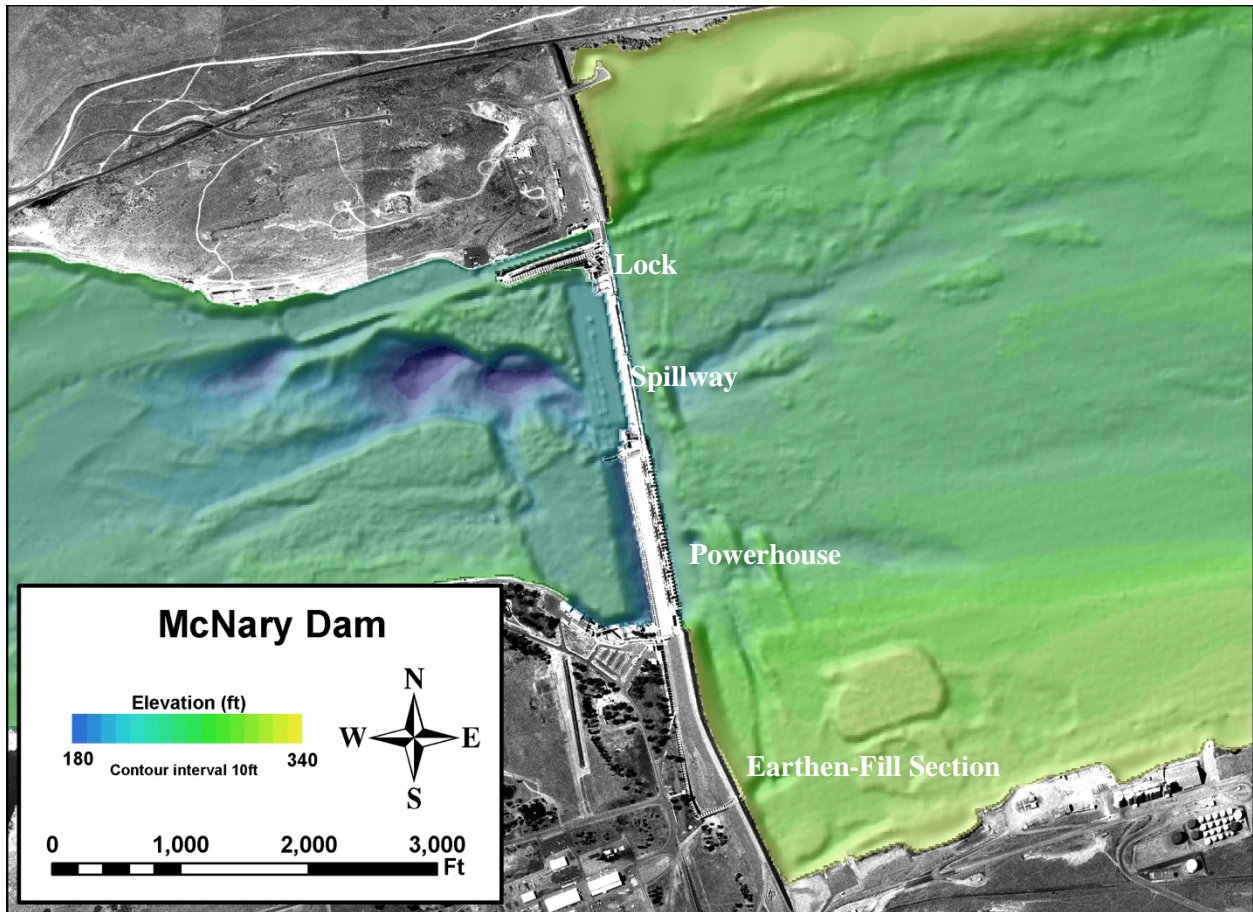 Lock
Spillway
Powerhouse
Earthen-Fill Section
McNary Dam
Elevation (ft)
180 340
Contour interval 10ft
N
W E
S
0 1,000 2,000 3,000
Ft